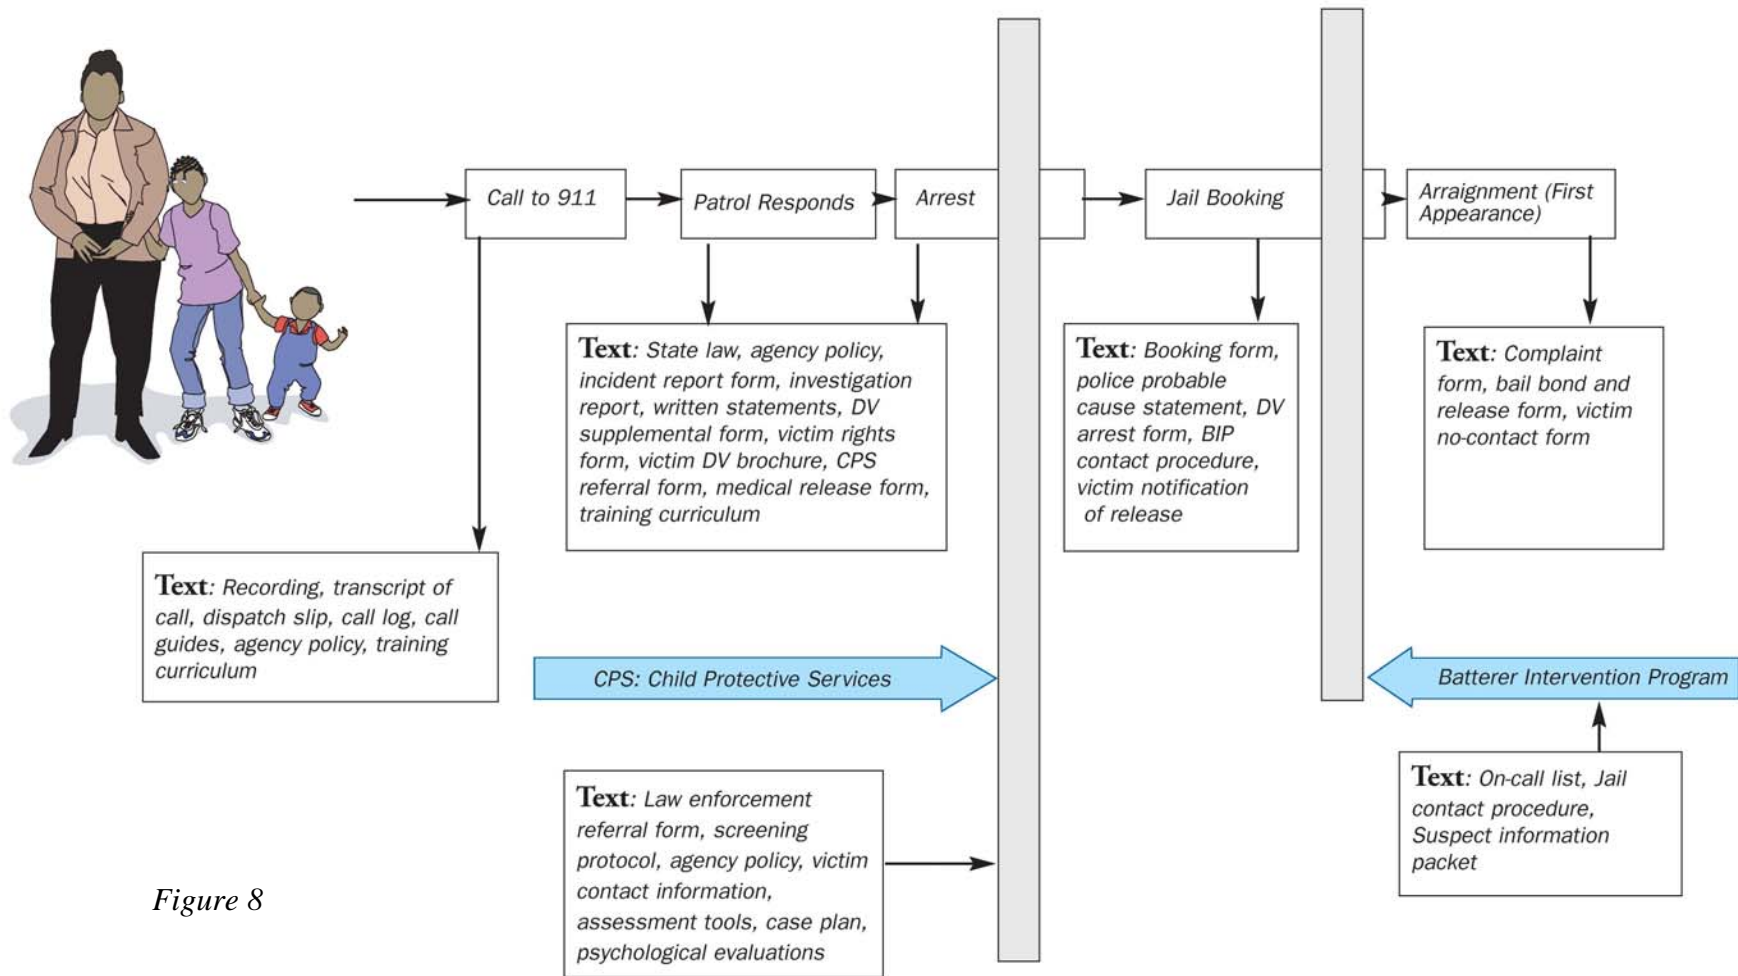 Call to 911
Patrol Responds
Arrest
Jail Booking
Arraignment (First
Appearance)
Text: State law, agency policy,
incident report form, investigation
report, written statements, DV
supplemental form, victim rights
form, victim DV brochure, CPS
referral form, medical release form,
training curriculum
Text: Booking form,
police probable
cause statement, DV
arrest form, BIP
contact procedure,
victim notification
of release
Text: Complaint
form, bail bond and
release form, victim
no-contact form
Text: Recording, transcript of
call, dispatch slip, call log, call
guides, agency policy, training
curriculum
CPS: Child Protective Services
Batterer Intervention Program
Text: Law enforcement
referral form, screening
protocol, agency policy, victim
contact information,
assessment tools, case plan,
psychological evaluations
Text: On-call list, Jail
contact procedure,
Suspect information
packet
Figure 8